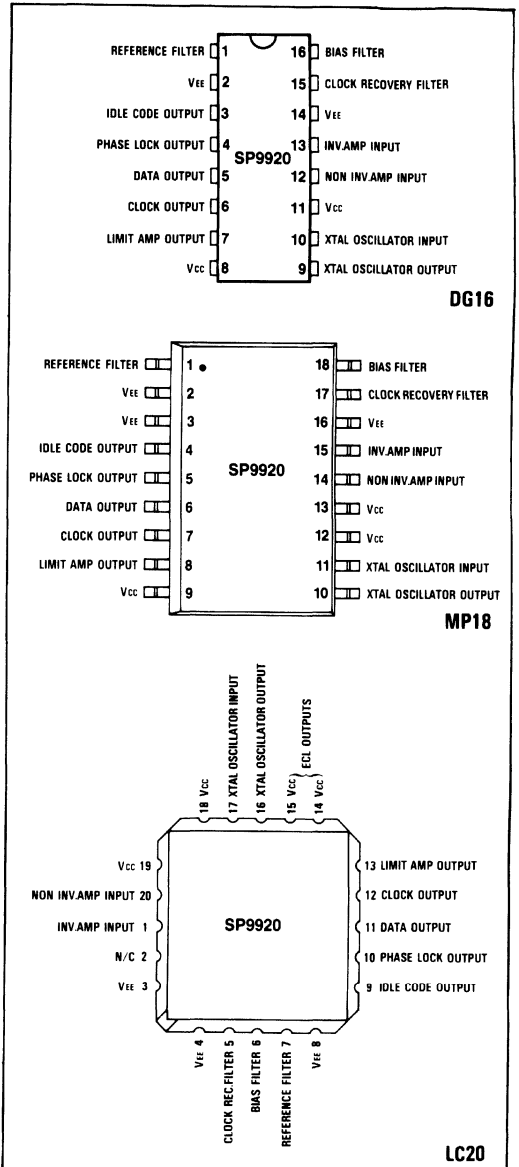 REFERENCE FILTER 1
VEE 2
IDLE CODE OUTPUT 3
PHASE LOCK OUTPUT 4
DATA OUTPUT 5
CLOCK OUTPUT 6
LIMIT AMP OUTPUT 7
Vcc 8
SP9920
16 BIAS FILTER
15 CLOCK RECOVERY FILTER
14 VEE
13 INV.AMP INPUT
12 NON INV.AMP INPUT
11 Vcc
10 XTAL OSCILLATOR INPUT
9 XTAL OSCILLATOR OUTPUT
DG16
REFERENCE FILTER 1
VEE 2
VEE 3
IDLE CODE OUTPUT 4
PHASE LOCK OUTPUT 5
DATA OUTPUT 6
CLOCK OUTPUT 7
LIMIT AMP OUTPUT 8
Vcc 9
SP9920
18 BIAS FILTER
17 CLOCK RECOVERY FILTER
16 VEE
15 INV.AMP INPUT
14 NON INV.AMP INPUT
13 Vcc
12 Vcc
11 XTAL OSCILLATOR INPUT
10 XTAL OSCILLATOR OUTPUT
MP18
18 Vcc
17 XTAL OSCILLATOR INPUT
16 XTAL OSCILLATOR OUTPUT
15 Vcc
14 Vcc
ECL OUTPUTS
Vcc 19
NON INV.AMP INPUT 20
INV.AMP INPUT 1
N/C 2
VEE 3
SP9920
13 LIMIT AMP OUTPUT
12 CLOCK OUTPUT
11 DATA OUTPUT
10 PHASE LOCK OUTPUT
9 IDLE CODE OUTPUT
VEE 4
CLOCK REC.FILTER 5
BIAS FILTER 6
REFERENCE FILTER 7
VEE 8
LC20